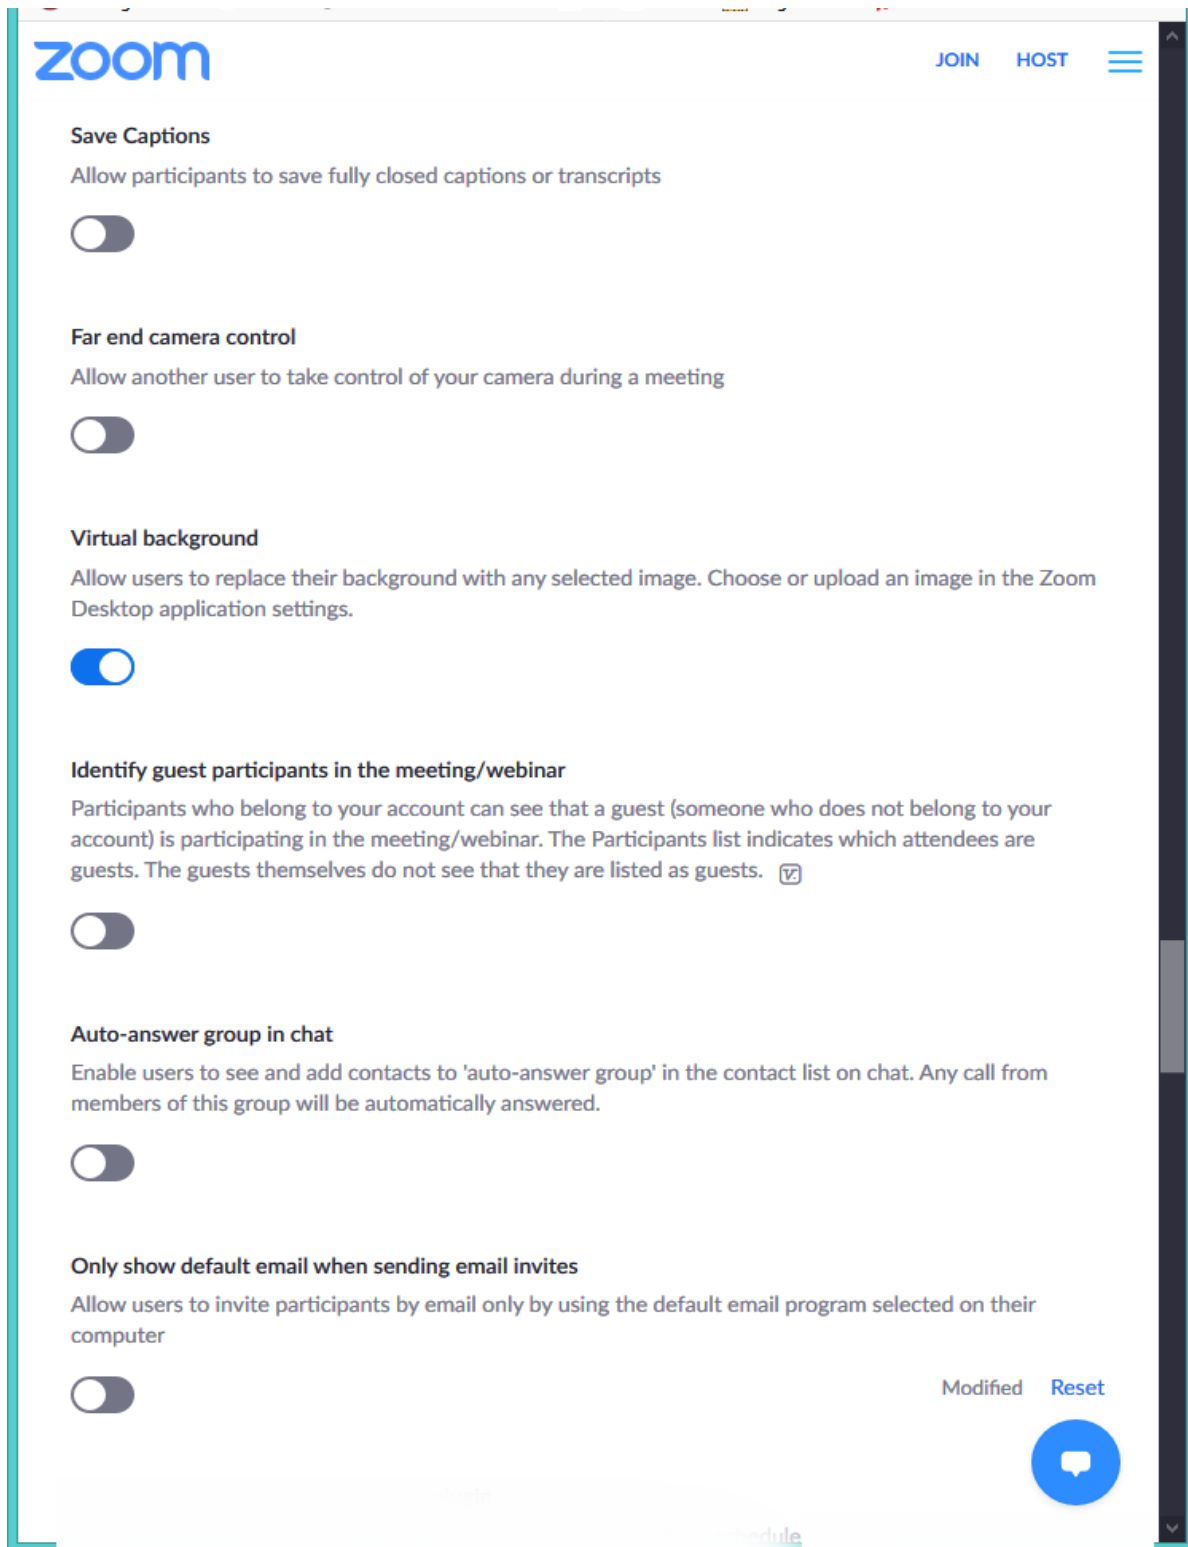 zoom
JOIN HOST
Save Captions
Allow participants to save fully closed captions or transcripts
Far end camera control
Allow another user to take control of your camera during a meeting
Virtual background
Allow users to replace their background with any selected image. Choose or upload an image in the Zoom
Desktop application settings.
Identify guest participants in the meeting/webinar
Participants who belong to your account can see that a guest (someone who does not belong to your
account) is participating in the meeting/webinar. The Participants list indicates which attendees are
guests. The guests themselves do not see that they are listed as guests.
Auto-answer group in chat
Enable users to see and add contacts to 'auto-answer group' in the contact list on chat. Any call from
members of this group will be automatically answered.
Only show default email when sending email invites
Allow users to invite participants by email only by using the default email program selected on their
computer
Modified Reset